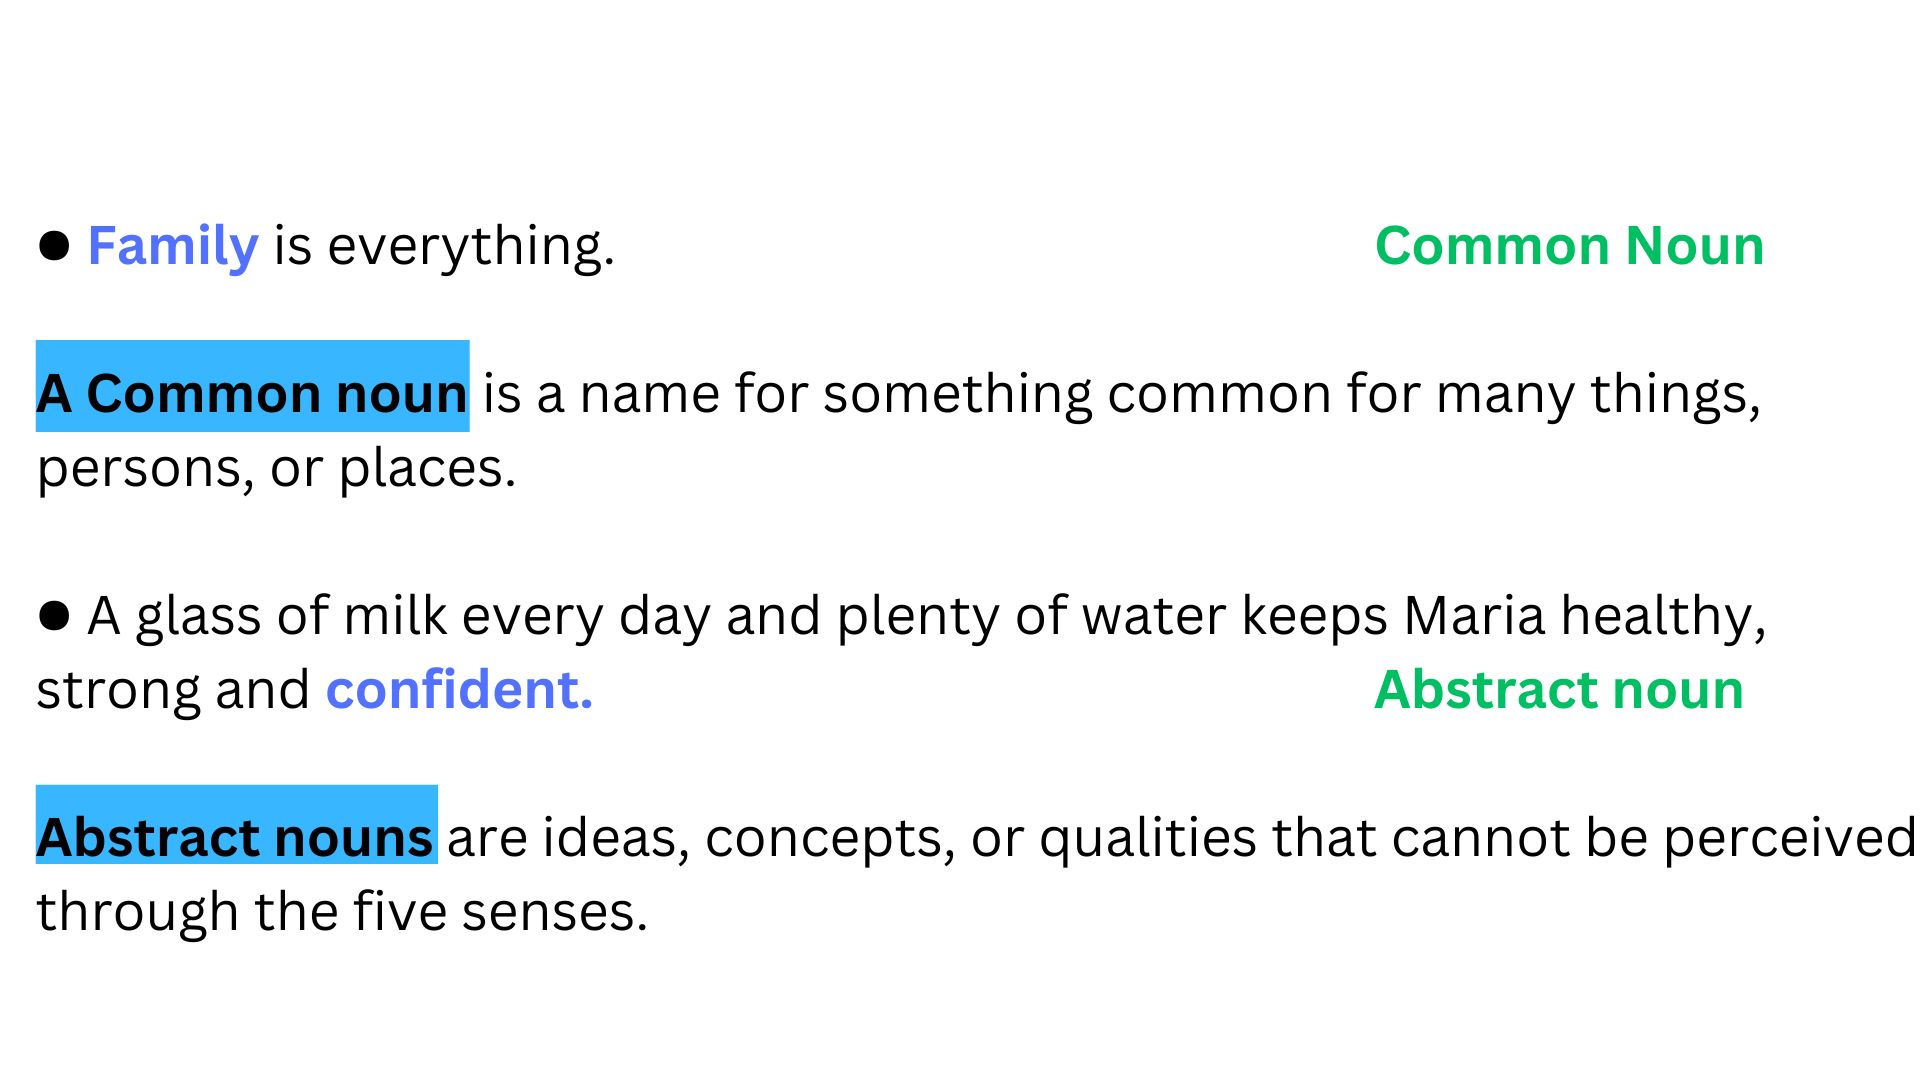 ● Family is everything. Common Noun
A Common noun is a name for something common for many things,
persons, or places.
● A glass of milk every day and plenty of water keeps Maria healthy,
strong and confident. Abstract noun
Abstract nouns are ideas, concepts, or qualities that cannot be perceived
through the five senses.